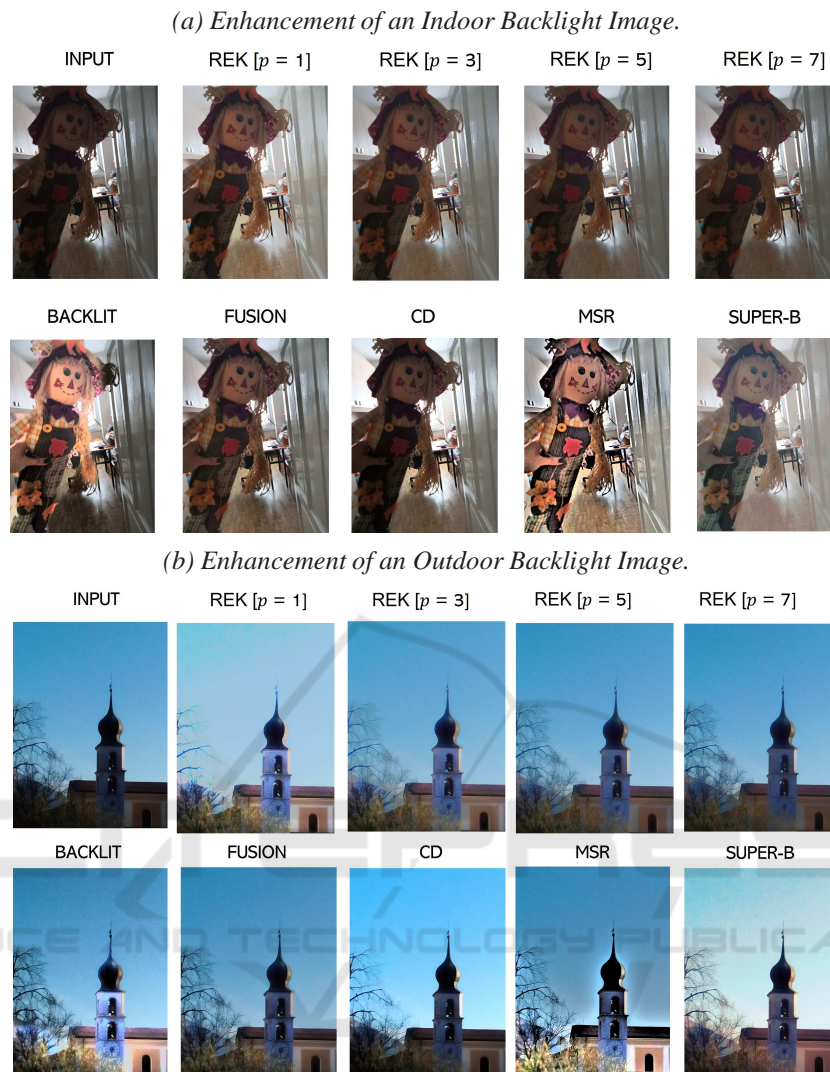 (a) Enhancement of an Indoor Backlight Image.
INPUT REK [p = 1] REK [p = 3] REK [p = 5] REK [p = 7]
BACKLIT FUSION CD MSR SUPER-B
(b) Enhancement of an Outdoor Backlight Image.
INPUT REK [p = 1] REK [p = 3] REK [p = 5] REK [p = 7]
BACKLIT FUSION CD MSR SUPER-B
AND TECHNOLOGY